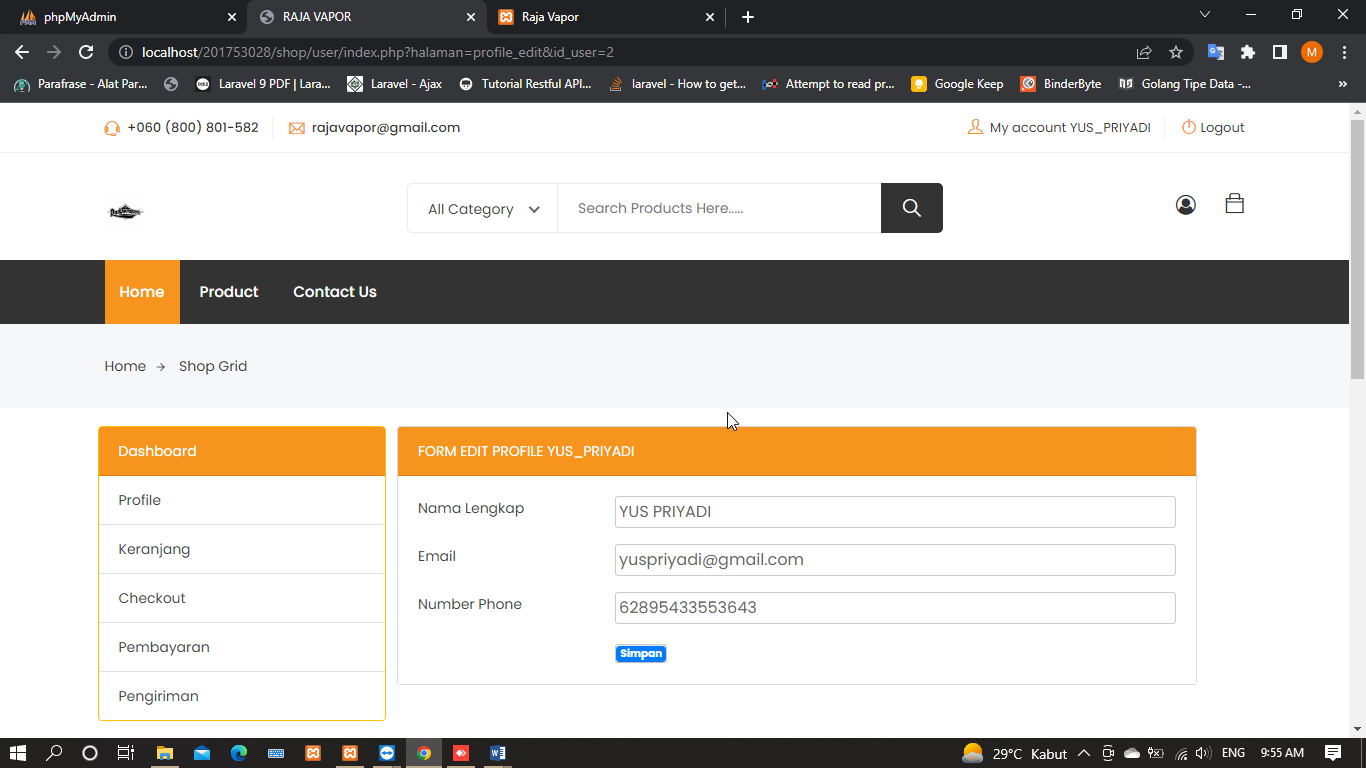 phpMyAdmin RAJA VAPOR Raja Vapor
localhost/201753028/shop/user/index.php?halaman=profile_edit&id_user=2 M
Parafrase - Alat Par... Laravel 9 PDF | Lara... Laravel - Ajax Tutorial Restful API... laravel - How to get... Attempt to read pr... Google Keep BinderByte Golang Tipe Data -... »
+060 (800) 801-582 rajavapor@gmail.com My account YUS_PRIYADI Logout
All Category Search Products Here.....
Home Product Contact Us
Home → Shop Grid
Dashboard
Profile
Keranjang
Checkout
Pembayaran
Pengiriman
FORM EDIT PROFILE YUS_PRIYADI
Nama Lengkap YUS PRIYADI
Email yuspriyadi@gmail.com
Number Phone 62895433553643
Simpan
29°C Kabut ENG 9:55 AM